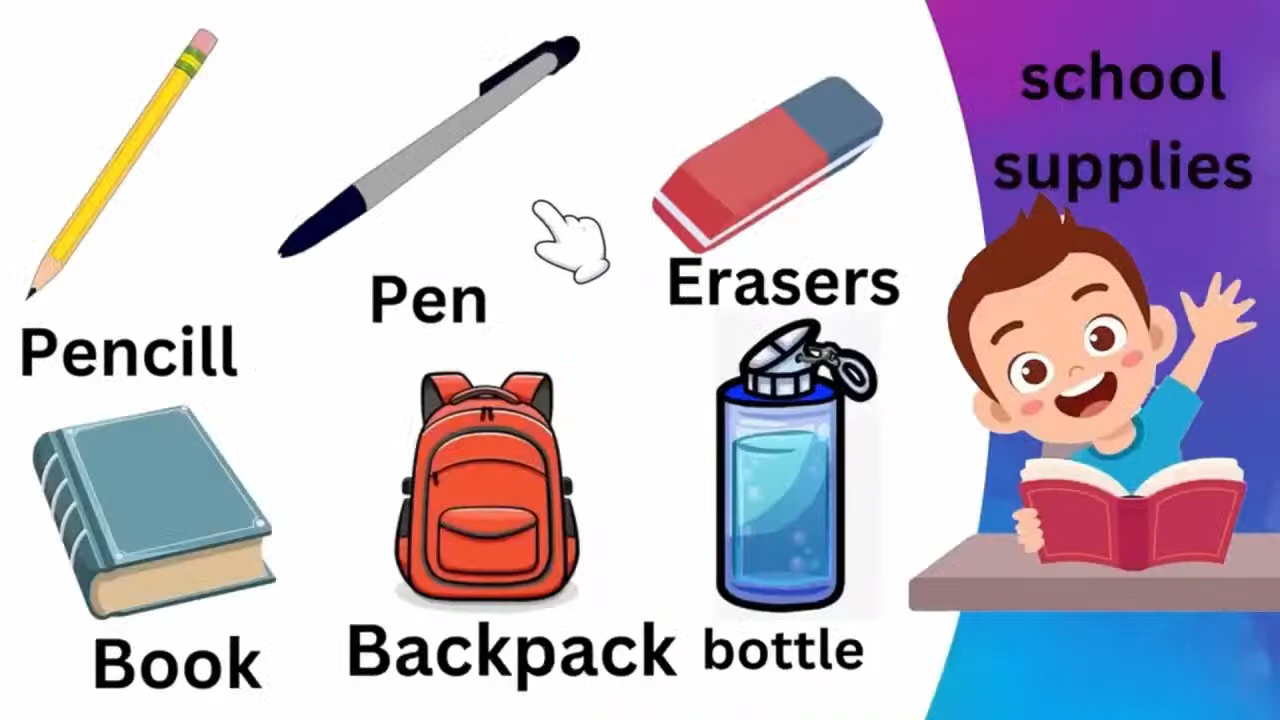 school
supplies
Pencill
Pen
Erasers
Book
Backpack
bottle